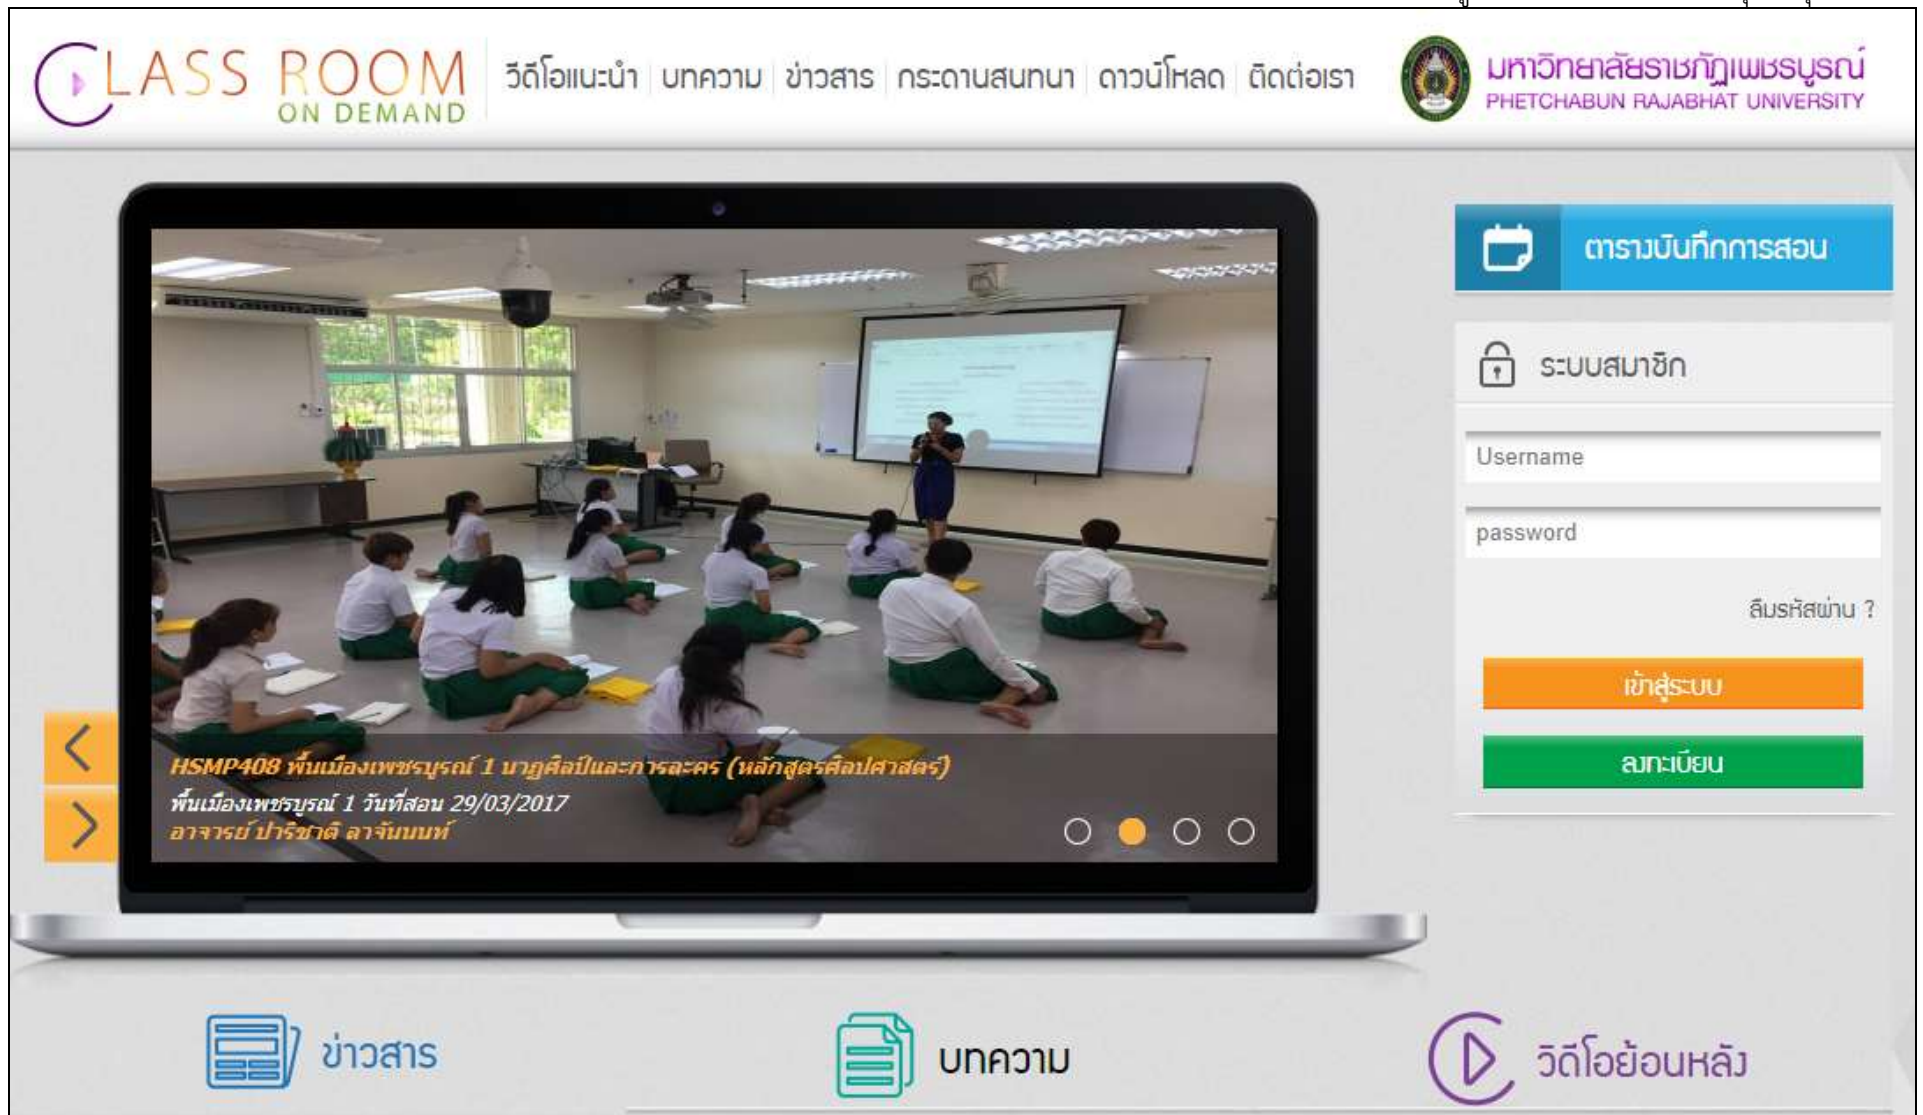 CLASS ROOM
ON DEMAND
วีดีโอแนะนำ บทความ ข่าวสาร กระดานสนทนา ดาวน์โหลด ติดต่อเรา
มหาวิทยาลัยราชภัฏเพชรบูรณ์
PHETCHABUN RAJABHAT UNIVERSITY
ตารางบันทึกการสอน
ระบบสมาชิก
Username
password
ลืมรหัสผ่าน ?
เข้าสู่ระบบ
ลงทะเบียน
HSMP408 พื้นเมืองเพชรบูรณ์ 1 นาฏศิลป์และการละคร (หลักสูตรศิลปศาสตร์)
พื้นเมืองเพชรบูรณ์ 1 วันที่สอน 29/03/2017
อาจารย์ ปาริชาติ ลาจันนนท์
ข่าวสาร
บทความ
วิดีโอย้อนหลัง